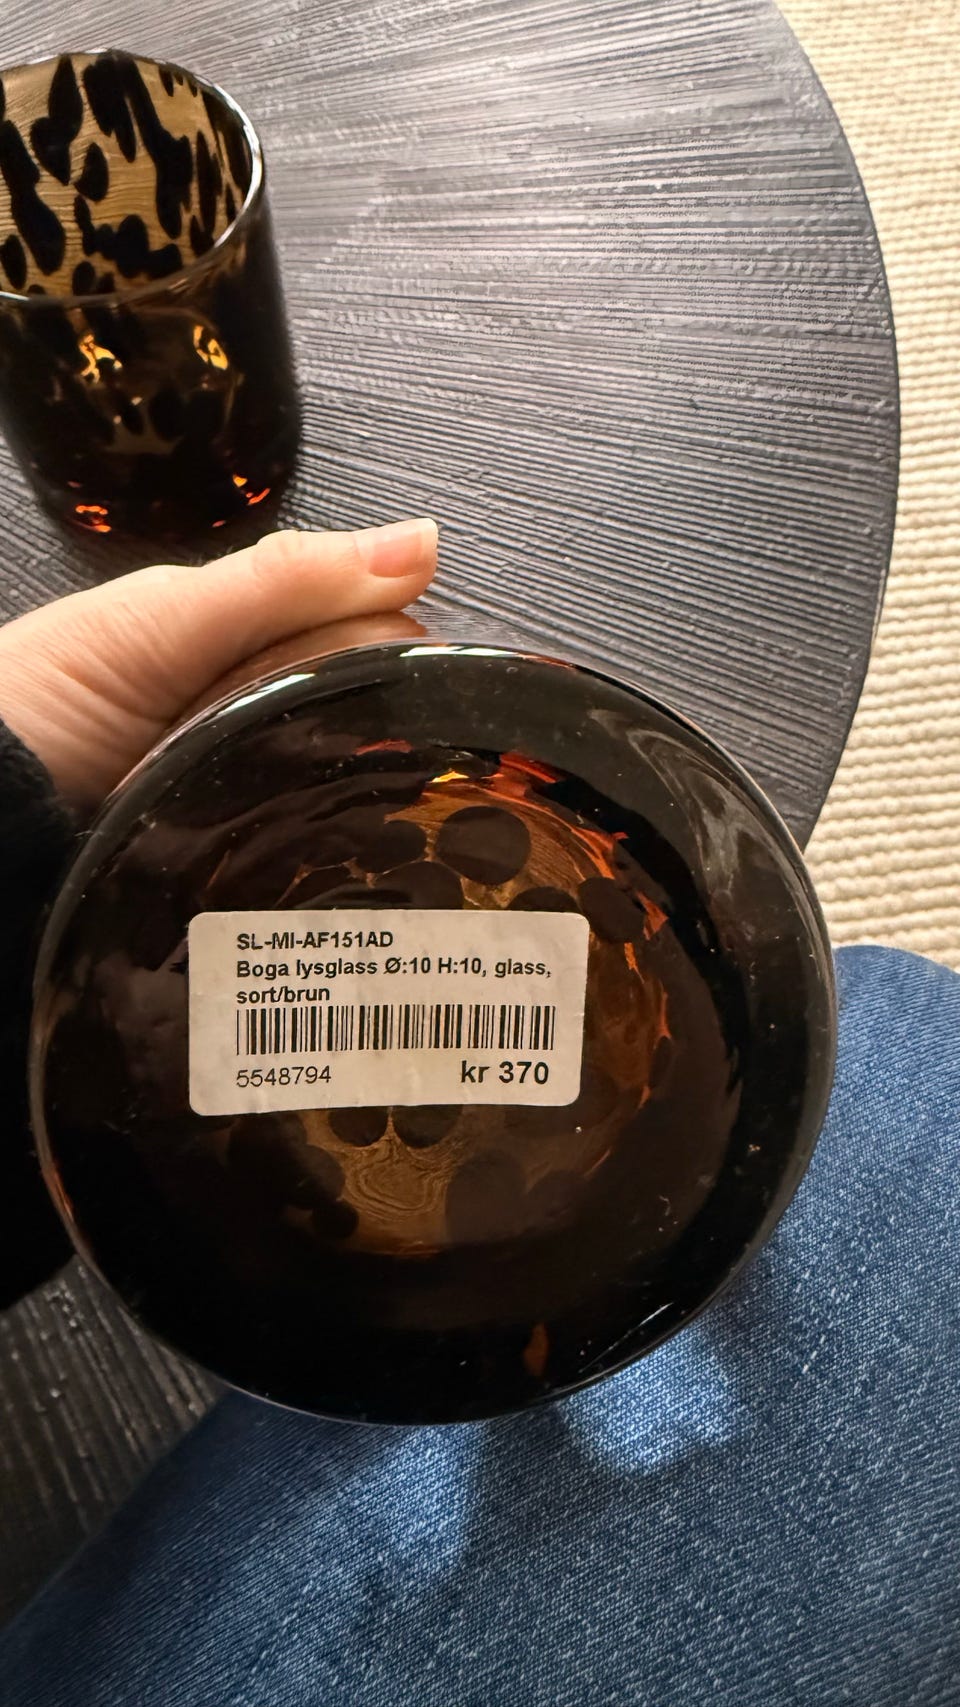 SL-MI-AF151AD
Boga lysglass Ø:10 H:10, glass,
sort/brun
5548794 kr 370